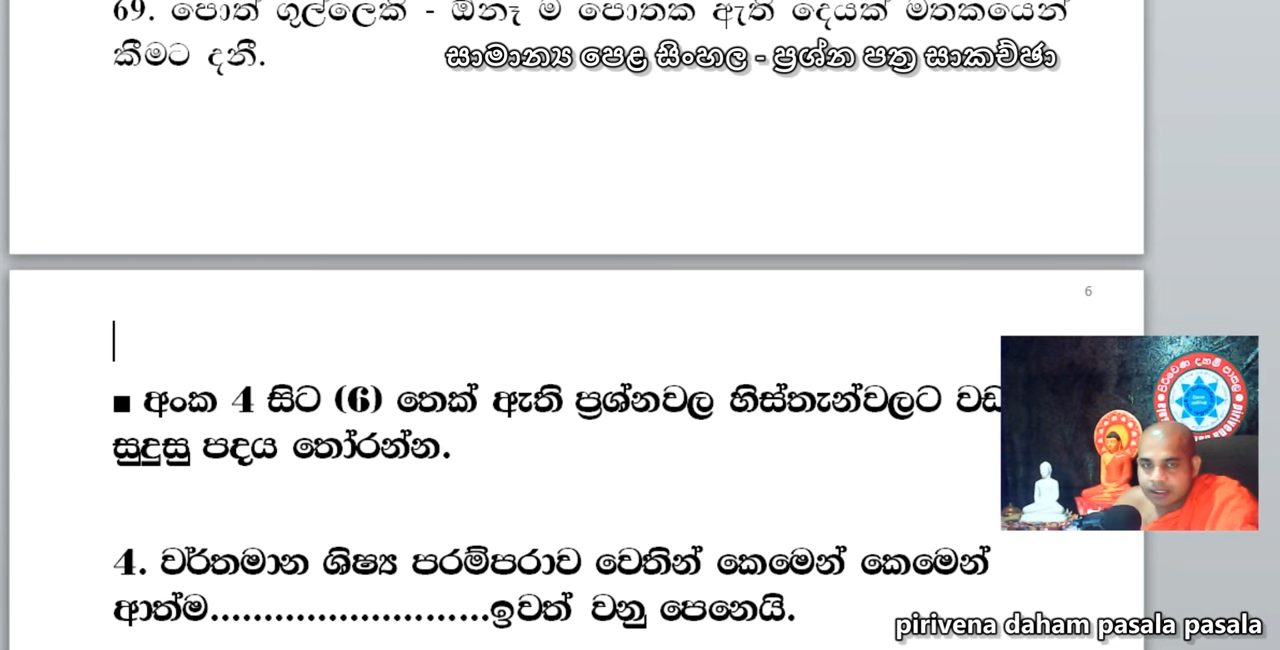 69. පොත් ගුල්ලෙකි - ඕනෑ ම පොතක ඇති දෙයක් මතකයෙන්
කීමට දනී.
සාමාන්‍ය පෙළ සිංහල - ප්‍රශ්න පත්‍ර සාකච්ඡා
6
■ අංක 4 සිට (6) තෙක් ඇති ප්‍රශ්නවල හිස්තැන්වලට වඩ
සුදුසු පදය තෝරන්න.
4. වර්තමාන ශිෂ්‍ය පරම්පරාව වෙතින් කෙමෙන් කෙමෙන්
ආත්ම..........................ඉවත් වනු පෙනෙයි.
pirivena daham pasala pasala